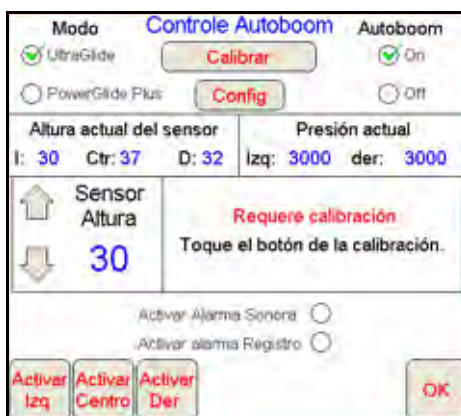 Modo Controle Autoboom Autoboom
UltraGlide Calibrar On
PowerGlide Plus Config Off
Altura actual del sensor Presión actual
I: 30 Ctr: 37 D: 32 Izq: 3000 der: 3000
Sensor
Altura
30
Requere calibración
Toque el botón de la calibración.
Activar Alarma Sonora
Activar alarma Registro
Activar Izq
Activar Centro
Activar Der
OK